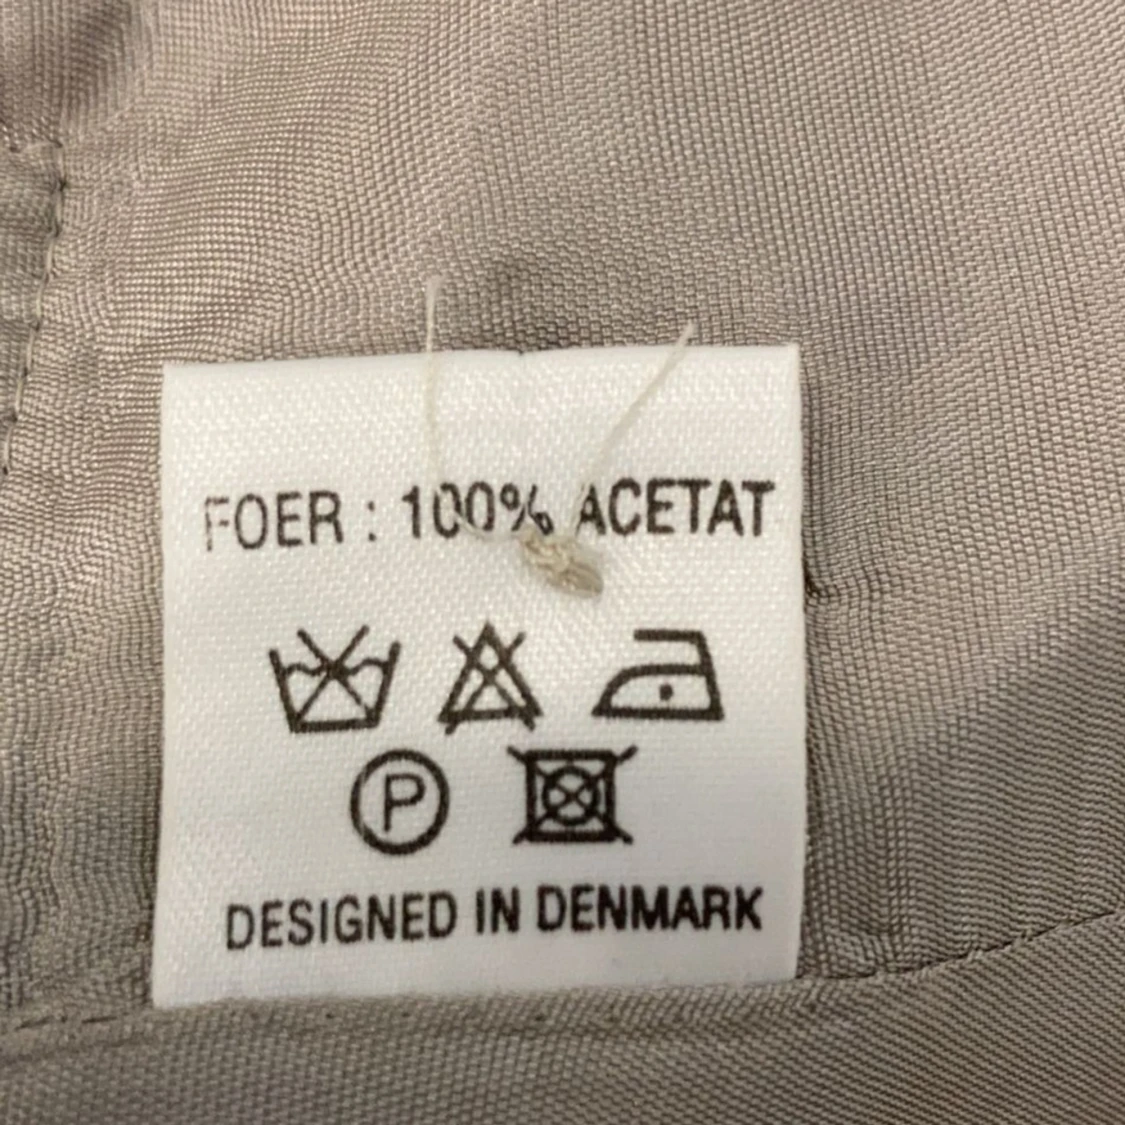 FOER : 100% ACETAT
P
DESIGNED IN DENMARK